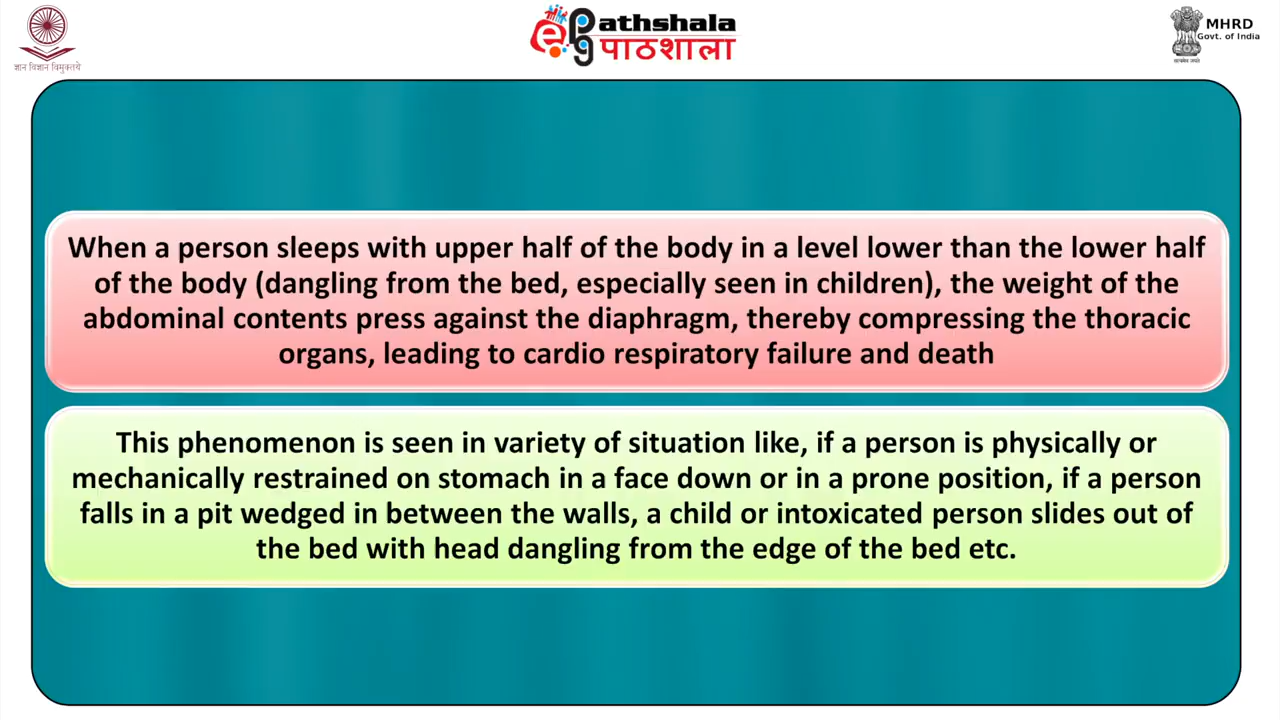 ज्ञान विज्ञान विमुक्तये
e PG Pathshala
पाठशाला
MHRD
Govt. of India
सत्यमेव जयते
When a person sleeps with upper half of the body in a level lower than the lower half
of the body (dangling from the bed, especially seen in children), the weight of the
abdominal contents press against the diaphragm, thereby compressing the thoracic
organs, leading to cardio respiratory failure and death
This phenomenon is seen in variety of situation like, if a person is physically or
mechanically restrained on stomach in a face down or in a prone position, if a person
falls in a pit wedged in between the walls, a child or intoxicated person slides out of
the bed with head dangling from the edge of the bed etc.